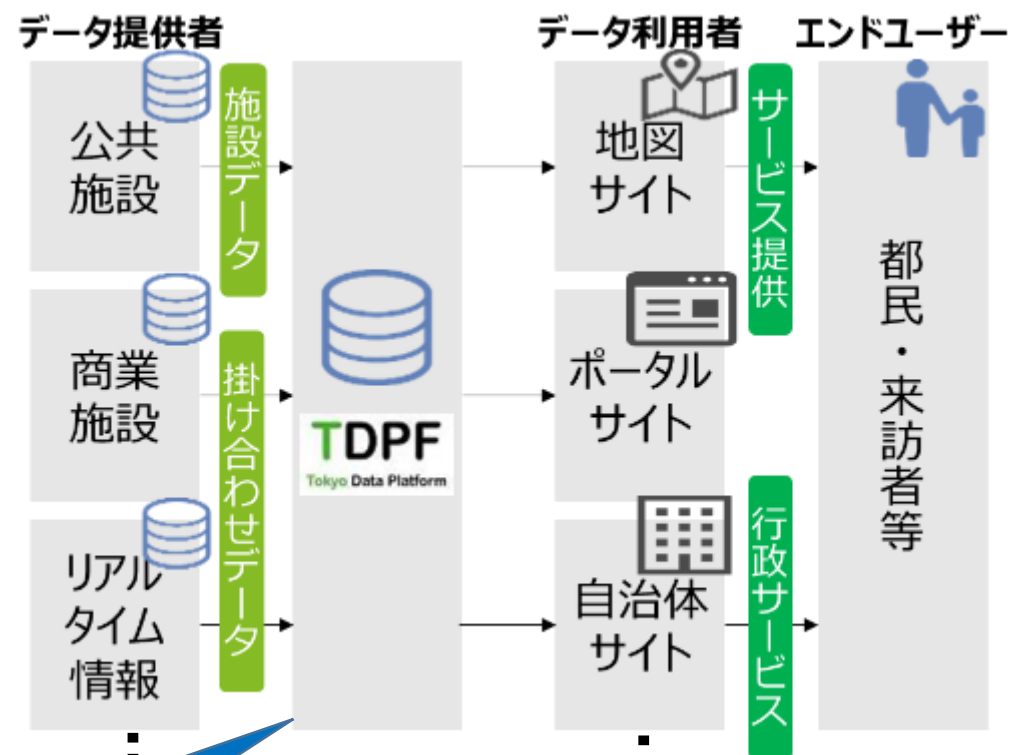 データ提供者
データ利用者
エンドユーザー
公共
施設
商業
施設
リアル
タイム
情報
施設データ
掛け合わせデータ
TDPF
Tokyo Data Platform
地図
サイト
ポータル
サイト
自治体
サイト
サービス提供
行政サービス
都民・来訪者等